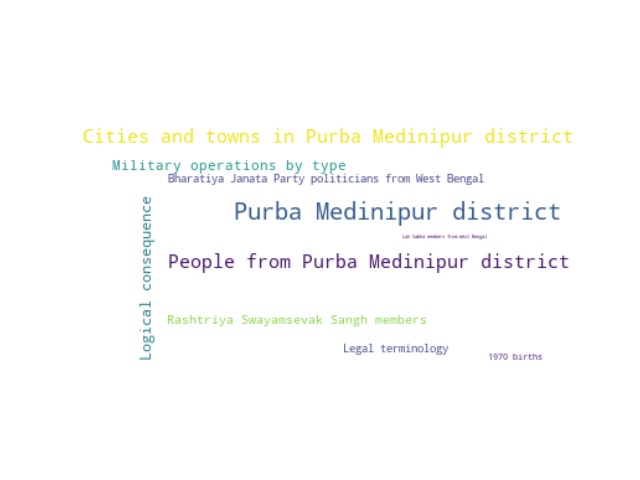 Cities and towns in Purba Medinipur district
Military operations by type
Bharatiya Janata Party politicians from West Bengal
Logical consequence
Purba Medinipur district
Lok Sabha members from West Bengal
People from Purba Medinipur district
Rashtriya Swayamsevak Sangh members
Legal terminology
1970 births